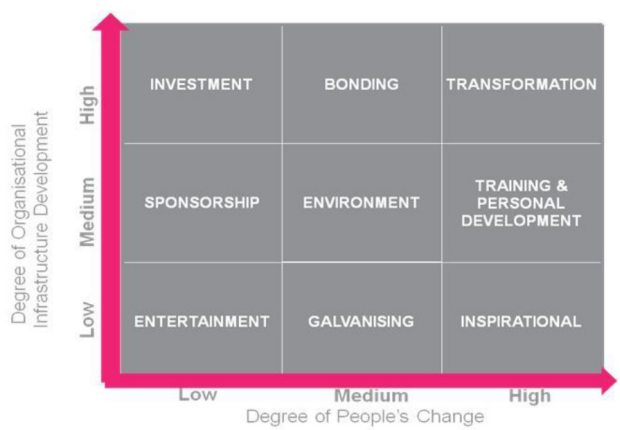 Degree of Organisational
Infrastructure Development
High
INVESTMENT
BONDING
TRANSFORMATION
Medium
SPONSORSHIP
ENVIRONMENT
TRAINING &
PERSONAL
DEVELOPMENT
Low
ENTERTAINMENT
GALVANISING
INSPIRATIONAL
Low
Medium
High
Degree of People's Change